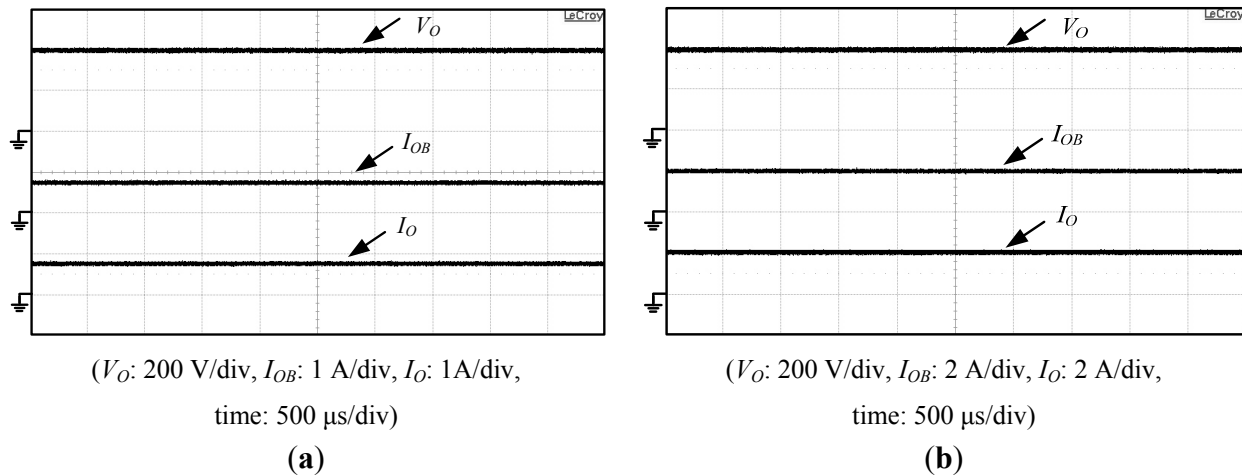 LeCroy
V_O
I_OB
I_O
(V_O: 200 V/div, I_OB: 1 A/div, I_O: 1A/div,
time: 500 μs/div)
(a)
LeCroy
V_O
I_OB
I_O
(V_O: 200 V/div, I_OB: 2 A/div, I_O: 2 A/div,
time: 500 μs/div)
(b)